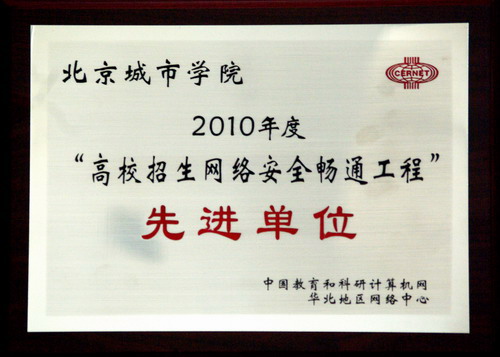 北京城市学院
CERNET
2010年度
“高校招生网络安全畅通工程”
先进单位
中国教育和科研计算机网
华北地区网络中心